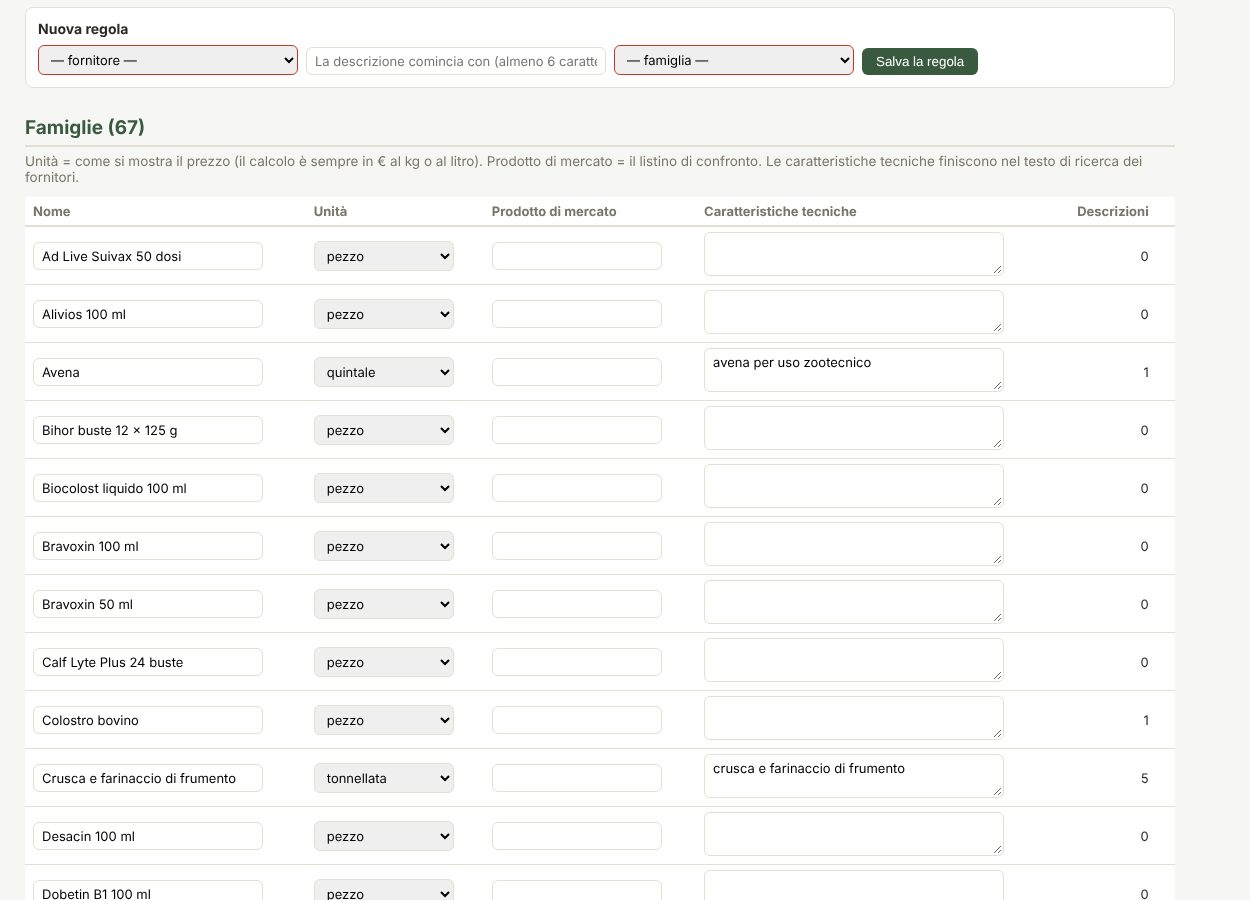 Nuova regola
— fornitore — La descrizione comincia con (almeno 6 caratte — famiglia — Salva la regola
Famiglie (67)
Unità = come si mostra il prezzo (il calcolo è sempre in € al kg o al litro). Prodotto di mercato = il listino di confronto. Le caratteristiche tecniche finiscono nel testo di ricerca dei
fornitori.
Nome Unità Prodotto di mercato Caratteristiche tecniche Descrizioni
Ad Live Suivax 50 dosi pezzo 0
Alivios 100 ml pezzo 0
Avena quintale avena per uso zootecnico 1
Bihor buste 12 × 125 g pezzo 0
Biocolost liquido 100 ml pezzo 0
Bravoxin 100 ml pezzo 0
Bravoxin 50 ml pezzo 0
Calf Lyte Plus 24 buste pezzo 0
Colostro bovino pezzo 1
Crusca e farinaccio di frumento tonnellata crusca e farinaccio di frumento 5
Desacin 100 ml pezzo 0
Dobetin B1 100 ml pezzo 0